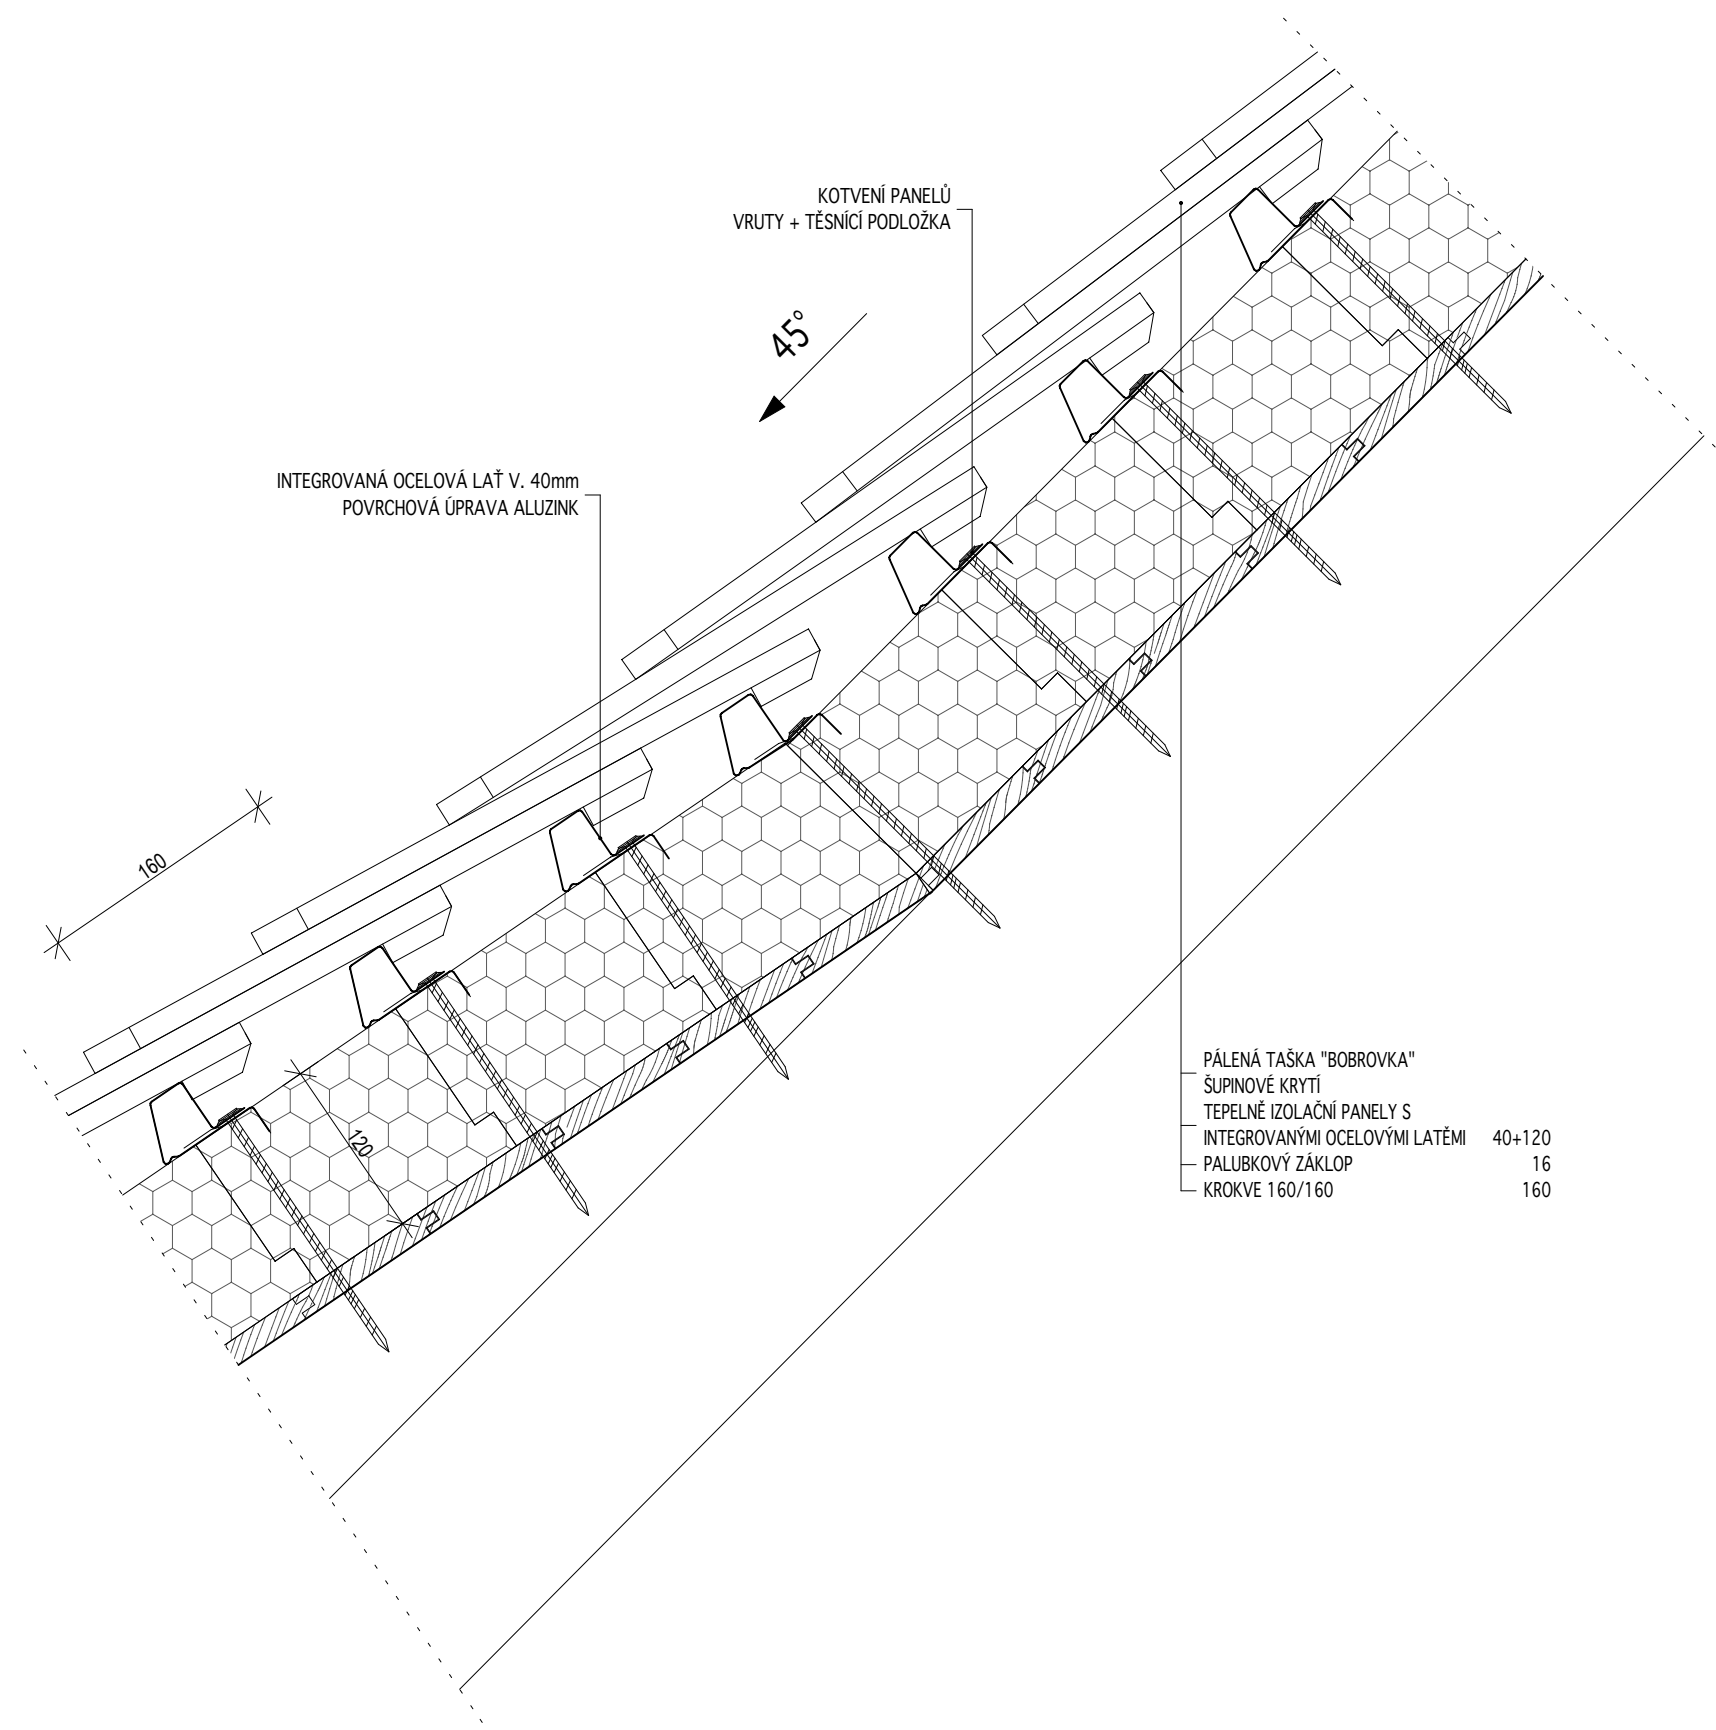 KOTVENÍ PANELŮ
VRUTY + TĚSNÍCÍ PODLOŽKA
45°
INTEGROVANÁ OCELOVÁ LAŤ V. 40mm
POVRCHOVÁ ÚPRAVA ALUZINK
160
120
PÁLENÁ TAŠKA "BOBROVKA"
ŠUPINOVÉ KRYTÍ
TEPELNĚ IZOLAČNÍ PANELY S
INTEGROVANÝMI OCELOVÝMI LATĚMI 40+120
PALUBKOVÝ ZÁKLOP 16
KROKVE 160/160 160